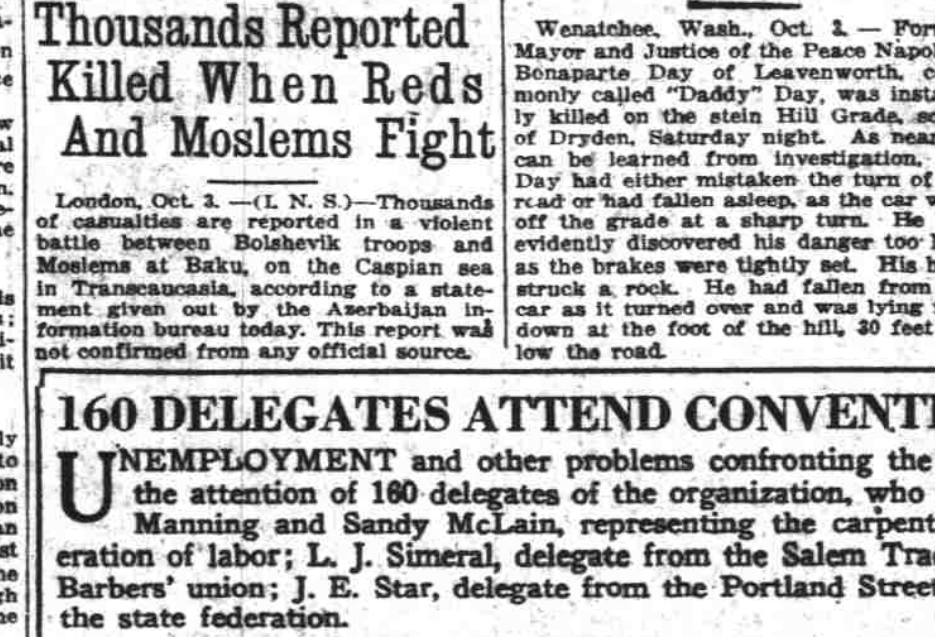 Thousands Reported
Killed When Reds
And Moslems Fight
London, Oct. 3. —(I. N. S.)—Thousands
of casualties are reported in a violent
battle between Bolshevik troops and
Moslems at Baku, on the Caspian sea
in Transcaucasia, according to a state-
ment given out by the Azerbaijan in-
formation bureau today. This report was
not confirmed from any official source.
Wenatchee, Wash., Oct. 3. — For
Mayor and Justice of the Peace Napol
Bonaparte Day of Leavenworth, c
monly called "Daddy" Day, was insta
ly killed on the stein Hill Grade, so
of Dryden, Saturday night. As near
can be learned from investigation,
Day had either mistaken the turn of
road or had fallen asleep, as the car w
off the grade at a sharp turn. He
evidently discovered his danger too l
as the brakes were tightly set. His h
struck a rock. He had fallen from
car as it turned over and was lying
down at the foot of the hill, 30 feet
low the road.
160 DELEGATES ATTEND CONVENTI
UNEMPLOYMENT and other problems confronting the
the attention of 160 delegates of the organization, who
Manning and Sandy McLain, representing the carpent
eration of labor; L. J. Simeral, delegate from the Salem Tra
Barbers' union; J. E. Star, delegate from the Portland Street
the state federation.